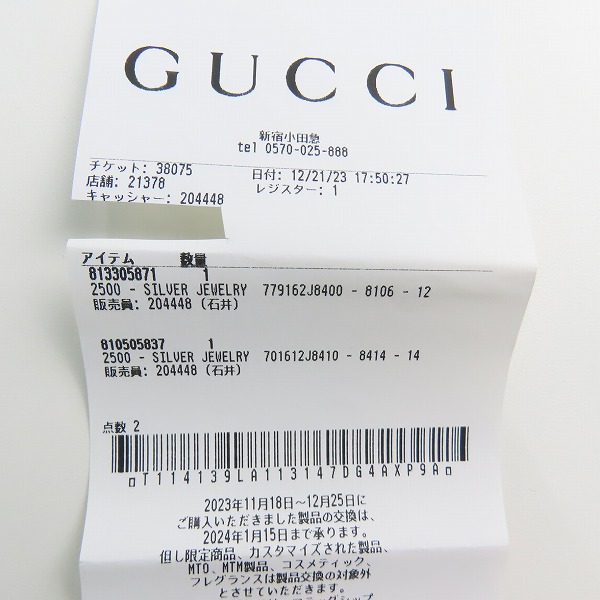 GUCCI
新宿小田急
tel 0570-025-888
チケット: 38075 日付: 12/21/23 17:50:27
店舗: 21378 レジスター: 1
キャッシャー: 204448
アイテム 数量
813305871 1
2500 - SILVER JEWELRY 779162J8400 - 8106 - 12
販売員: 204448 (石井)
810505837 1
2500 - SILVER JEWELRY 701612J8410 - 8414 - 14
販売員: 204448 (石井)
点数 2
T114139LA113147DG4AXP9A
2023年11月18日～12月25日に
ご購入いただきました製品の交換は、
2024年1月15日まで承ります。
但し限定商品、カスタマイズされた製品、
MTO、MTM製品、コスメティック、
フレグランスは製品交換の対象外
とさせていただきます。